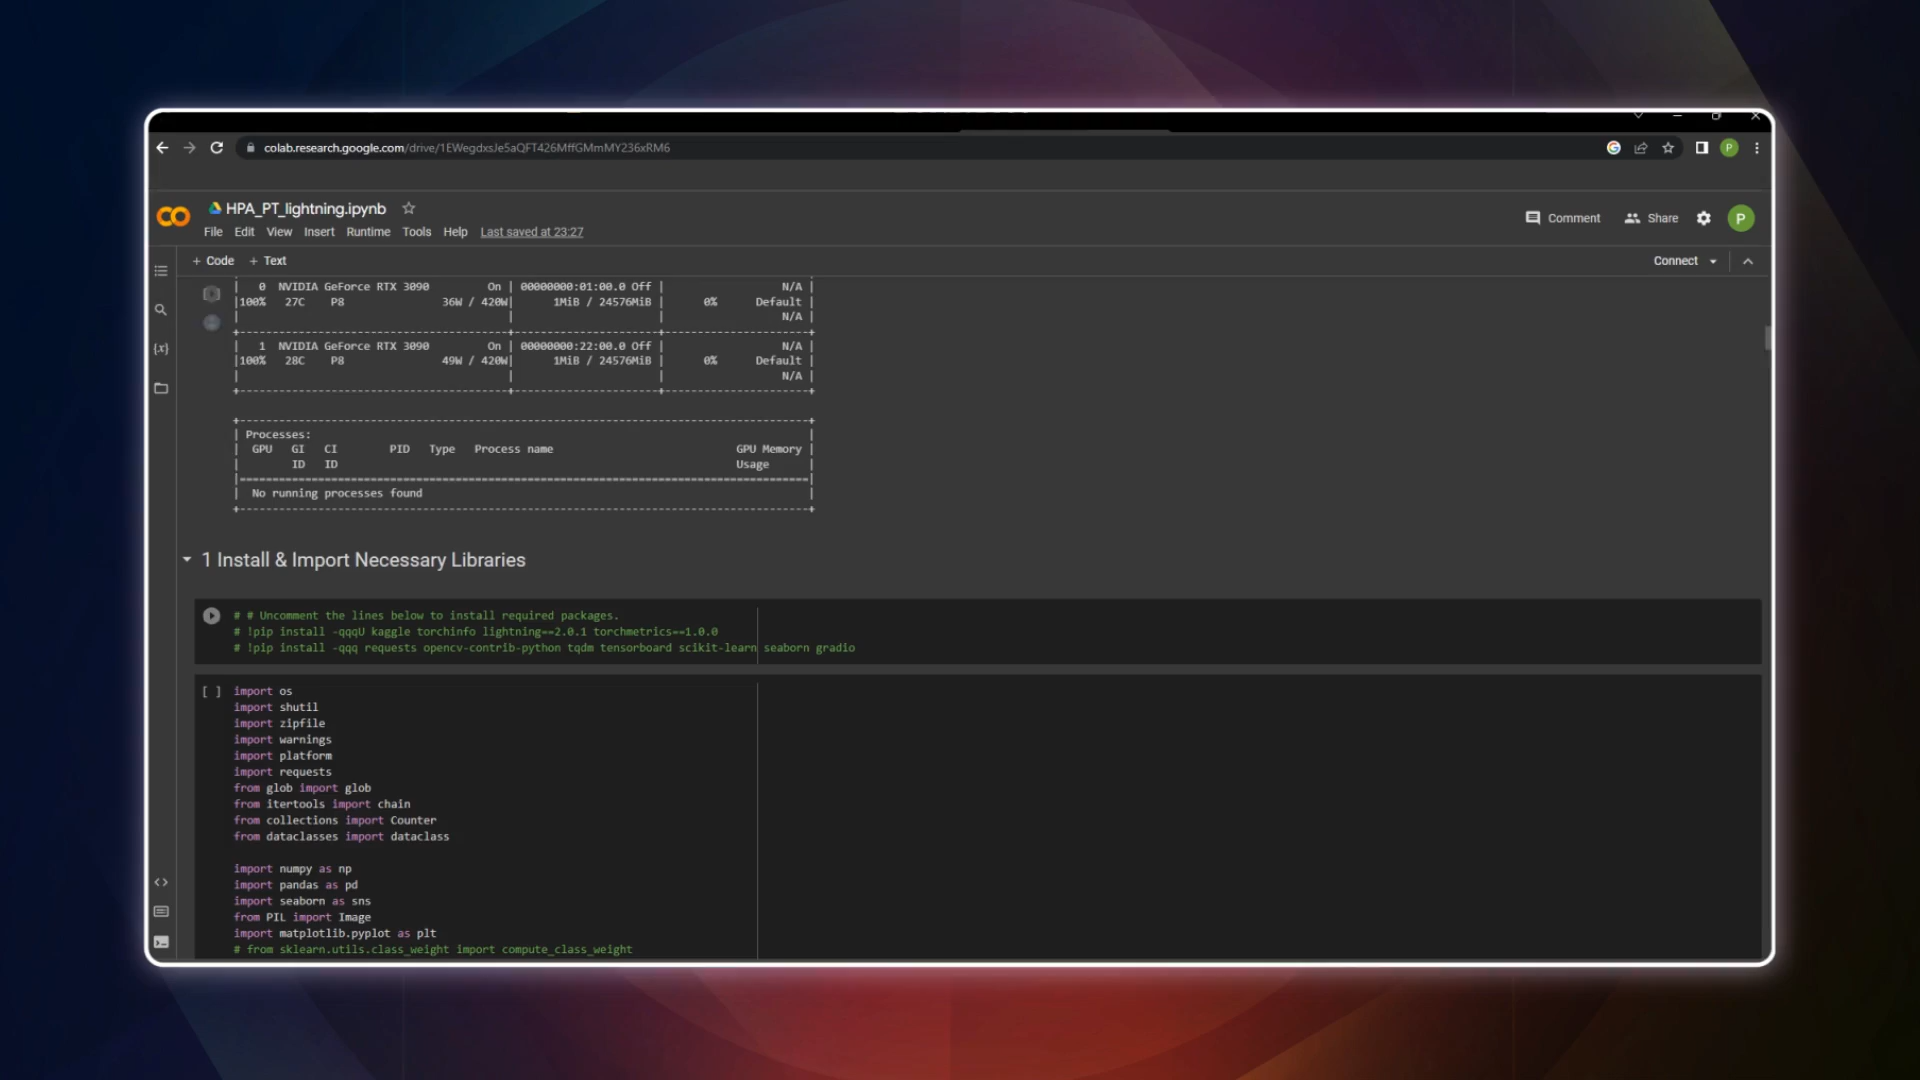 colab.research.google.com/drive/1EWegdxsJe5aQFT426MffGMmMY236xRM6
P
HPA_PT_lightning.ipynb
File Edit View Insert Runtime Tools Help Last saved at 23:27
Comment Share P
+ Code + Text
Connect
| 0 NVIDIA GeForce RTX 3090 On | 00000000:01:00.0 Off | N/A |
|100% 27C P8 36W / 420W| 1MiB / 24576MiB | 0% Default |
| | | N/A |
+-------------------------------+----------------------+----------------------+
| 1 NVIDIA GeForce RTX 3090 On | 00000000:22:00.0 Off | N/A |
|100% 28C P8 49W / 420W| 1MiB / 24576MiB | 0% Default |
| | | N/A |
+-------------------------------+----------------------+----------------------+
+-----------------------------------------------------------------------------+
| Processes: |
| GPU GI CI PID Type Process name GPU Memory |
| ID ID Usage |
|=============================================================================|
| No running processes found |
+-----------------------------------------------------------------------------+
1 Install & Import Necessary Libraries
# # Uncomment the lines below to install required packages.
# !pip install -qqqU kaggle torchinfo lightning==2.0.1 torchmetrics==1.0.0
# !pip install -qqq requests opencv-contrib-python tqdm tensorboard scikit-learn seaborn gradio
[ ] import os
import shutil
import zipfile
import warnings
import platform
import requests
from glob import glob
from itertools import chain
from collections import Counter
from dataclasses import dataclass
import numpy as np
import pandas as pd
import seaborn as sns
from PIL import Image
import matplotlib.pyplot as plt
# from sklearn.utils.class_weight import compute_class_weight